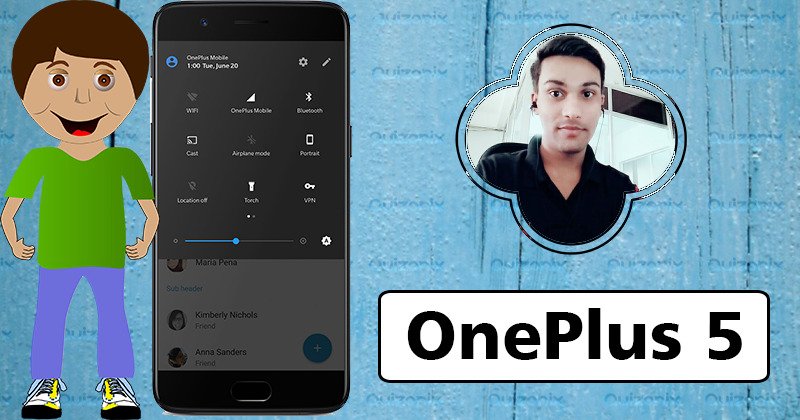 OnePlus Mobile
1:00 Tue, June 20
WIFI
OnePlus Mobile
Bluetooth
Cast
Airplane mode
Portrait
Location off
Torch
VPN
Maria Pena
Sub header
Kimberly Nichols
Friend
Anna Sanders
Friend
OnePlus 5
Quizonix